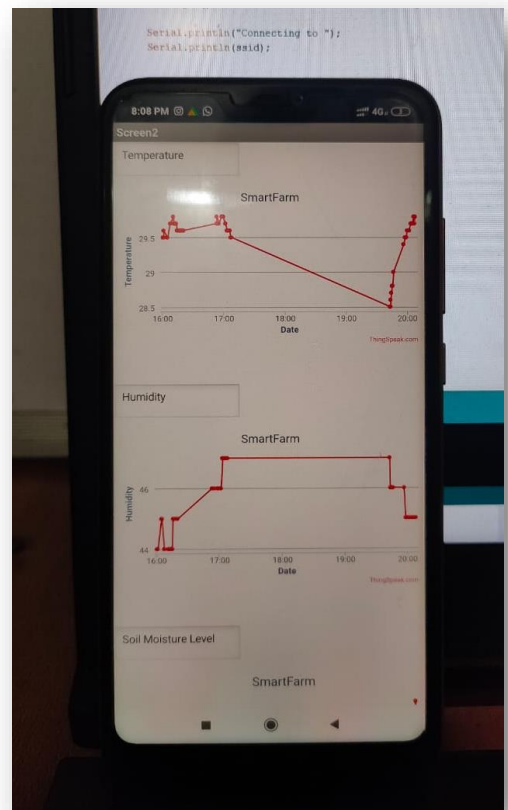 Serial.println("Connecting to ");
Serial.println(ssid);
8:08 PM 4G
Screen2
Temperature
SmartFarm
Temperature
29.5
29
28.5
16:00 17:00 18:00 19:00 20:00
Date
ThingSpeak.com
Humidity
SmartFarm
Humidity
46
44
16:00 17:00 18:00 19:00 20:00
Date
ThingSpeak.com
Soil Moisture Level
SmartFarm